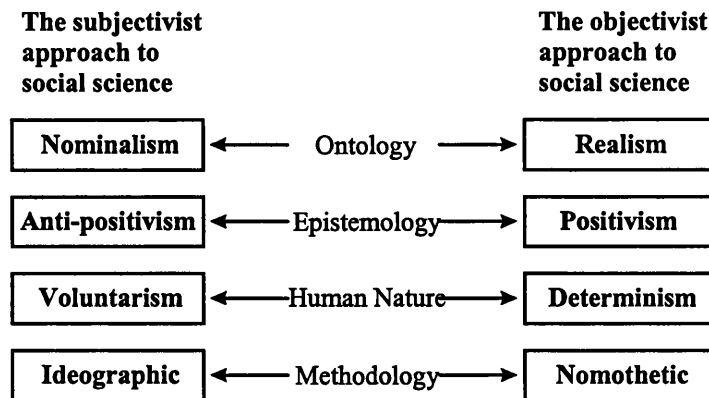 The subjectivist
approach to
social science
The objectivist
approach to
social science
Nominalism Ontology Realism
Anti-positivism Epistemology Positivism
Voluntarism Human Nature Determinism
Ideographic Methodology Nomothetic